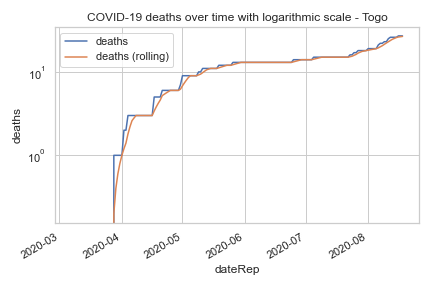 COVID-19 deaths over time with logarithmic scale - Togo
deaths
deaths (rolling)
10¹
10⁰
deaths
2020-03
2020-04
2020-05
2020-06
2020-07
2020-08
dateRep